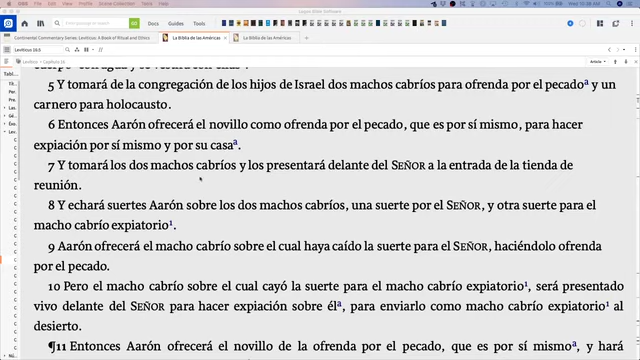 OBS File Edit View Profile Scene Collection Tools Help
Logos Bible Software
Wed 10:58 AM
GO Docs Guides Tools
Continental Commentary Series: Leviticus: A Book of Ritual and Ethics La Biblia de las Américas La Biblia de las Américas
Levítico 16:5
Levítico › Capítulo 16 Article
5 Y tomará de la congregación de los hijos de Israel dos machos cabríos para ofrenda por el pecadoª y un
carnero para holocausto.
6 Entonces Aarón ofrecerá el novillo como ofrenda por el pecado, que es por sí mismo, para hacer
expiación por sí mismo y por su casaª.
7 Y tomará los dos machos cabríos y los presentará delante del SEÑOR a la entrada de la tienda de
reunión.
8 Y echará suertes Aarón sobre los dos machos cabríos, una suerte por el SEÑOR, y otra suerte para el
macho cabrío expiatorio¹.
9 Aarón ofrecerá el macho cabrío sobre el cual haya caído la suerte para el SEÑOR, haciéndolo ofrenda
por el pecado.
10 Pero el macho cabrío sobre el cual cayó la suerte para el macho cabrío expiatorio¹, será presentado
vivo delante del SEÑOR para hacer expiación sobre élª, para enviarlo como macho cabrío expiatorio¹ al
desierto.
¶11 Entonces Aarón ofrecerá el novillo de la ofrenda por el pecado, que es por sí mismoª, y hará